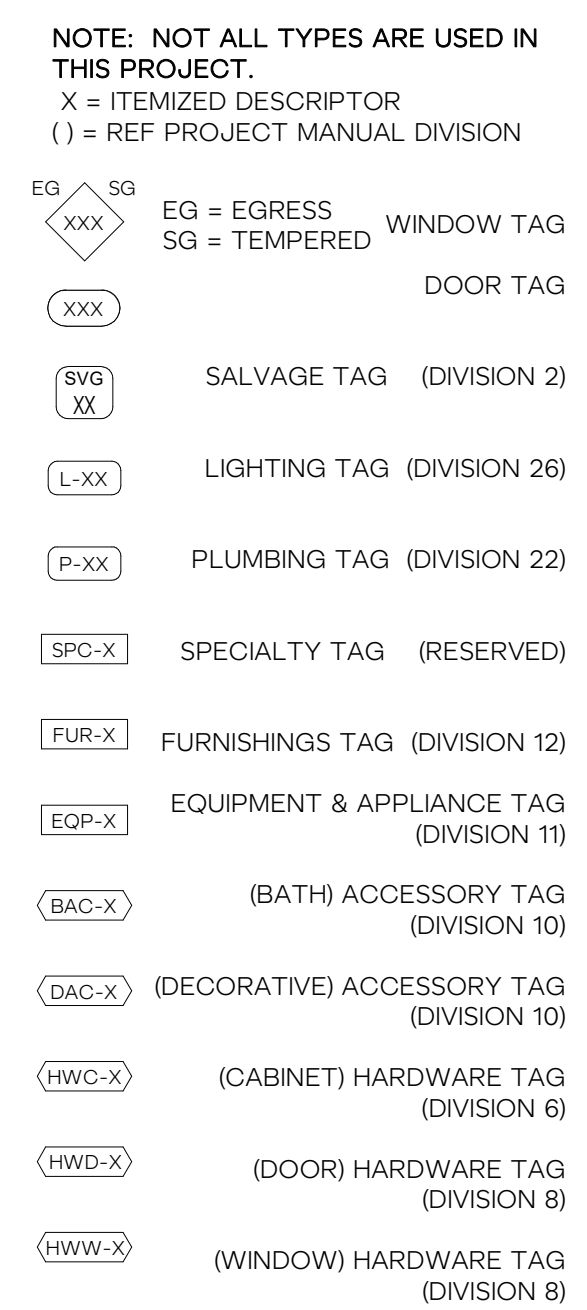 NOTE: NOT ALL TYPES ARE USED IN
THIS PROJECT.
X = ITEMIZED DESCRIPTOR
( ) = REF PROJECT MANUAL DIVISION
EG SG
XXX
EG = EGRESS
SG = TEMPERED
WINDOW TAG
DOOR TAG
XXX
SVG
XX
SALVAGE TAG (DIVISION 2)
L-XX LIGHTING TAG (DIVISION 26)
P-XX PLUMBING TAG (DIVISION 22)
SPC-X SPECIALTY TAG (RESERVED)
FUR-X FURNISHINGS TAG (DIVISION 12)
EQP-X EQUIPMENT & APPLIANCE TAG
(DIVISION 11)
BAC-X (BATH) ACCESSORY TAG
(DIVISION 10)
DAC-X (DECORATIVE) ACCESSORY TAG
(DIVISION 10)
HWC-X (CABINET) HARDWARE TAG
(DIVISION 6)
HWD-X (DOOR) HARDWARE TAG
(DIVISION 8)
HWW-X (WINDOW) HARDWARE TAG
(DIVISION 8)